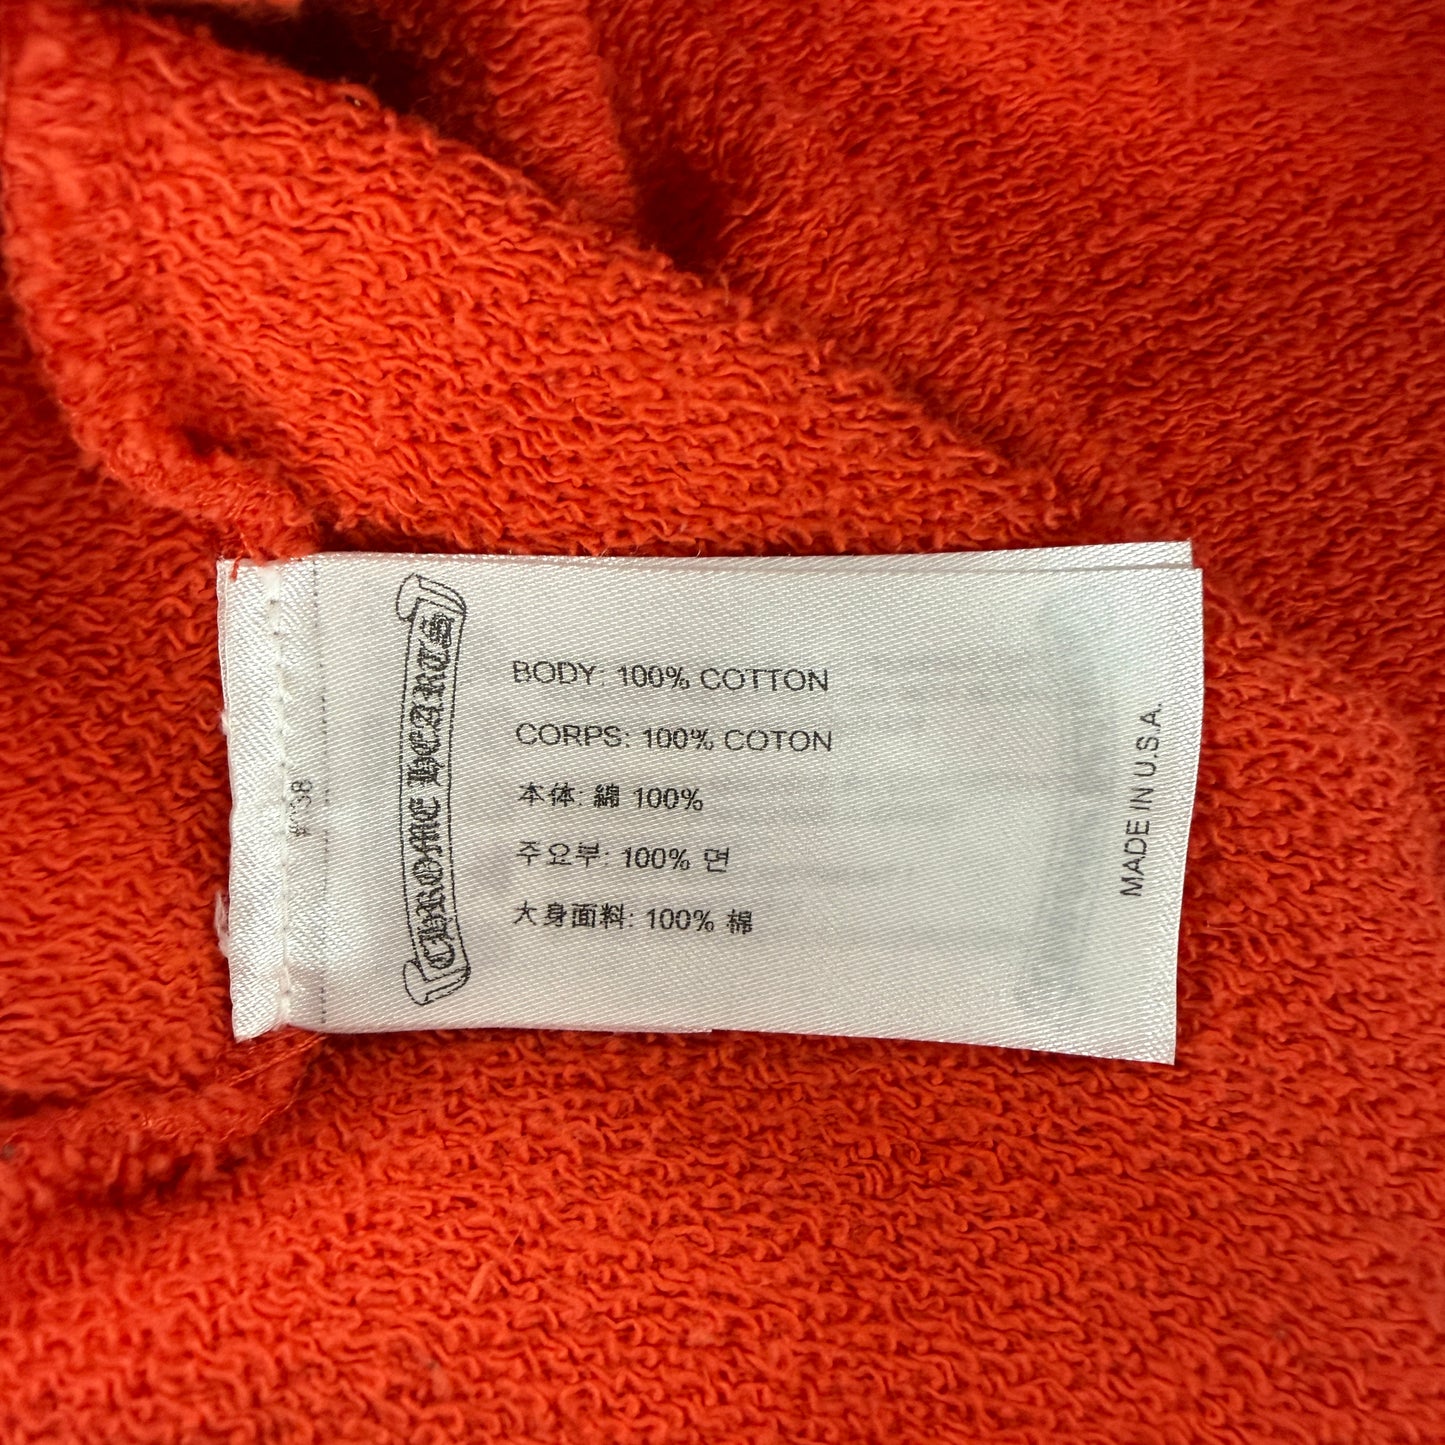 CHROME HEARTS
BODY: 100% COTTON
CORPS: 100% COTON
本体: 綿 100%
주요부: 100% 면
大身面料: 100% 棉
MADE IN U.S.A.